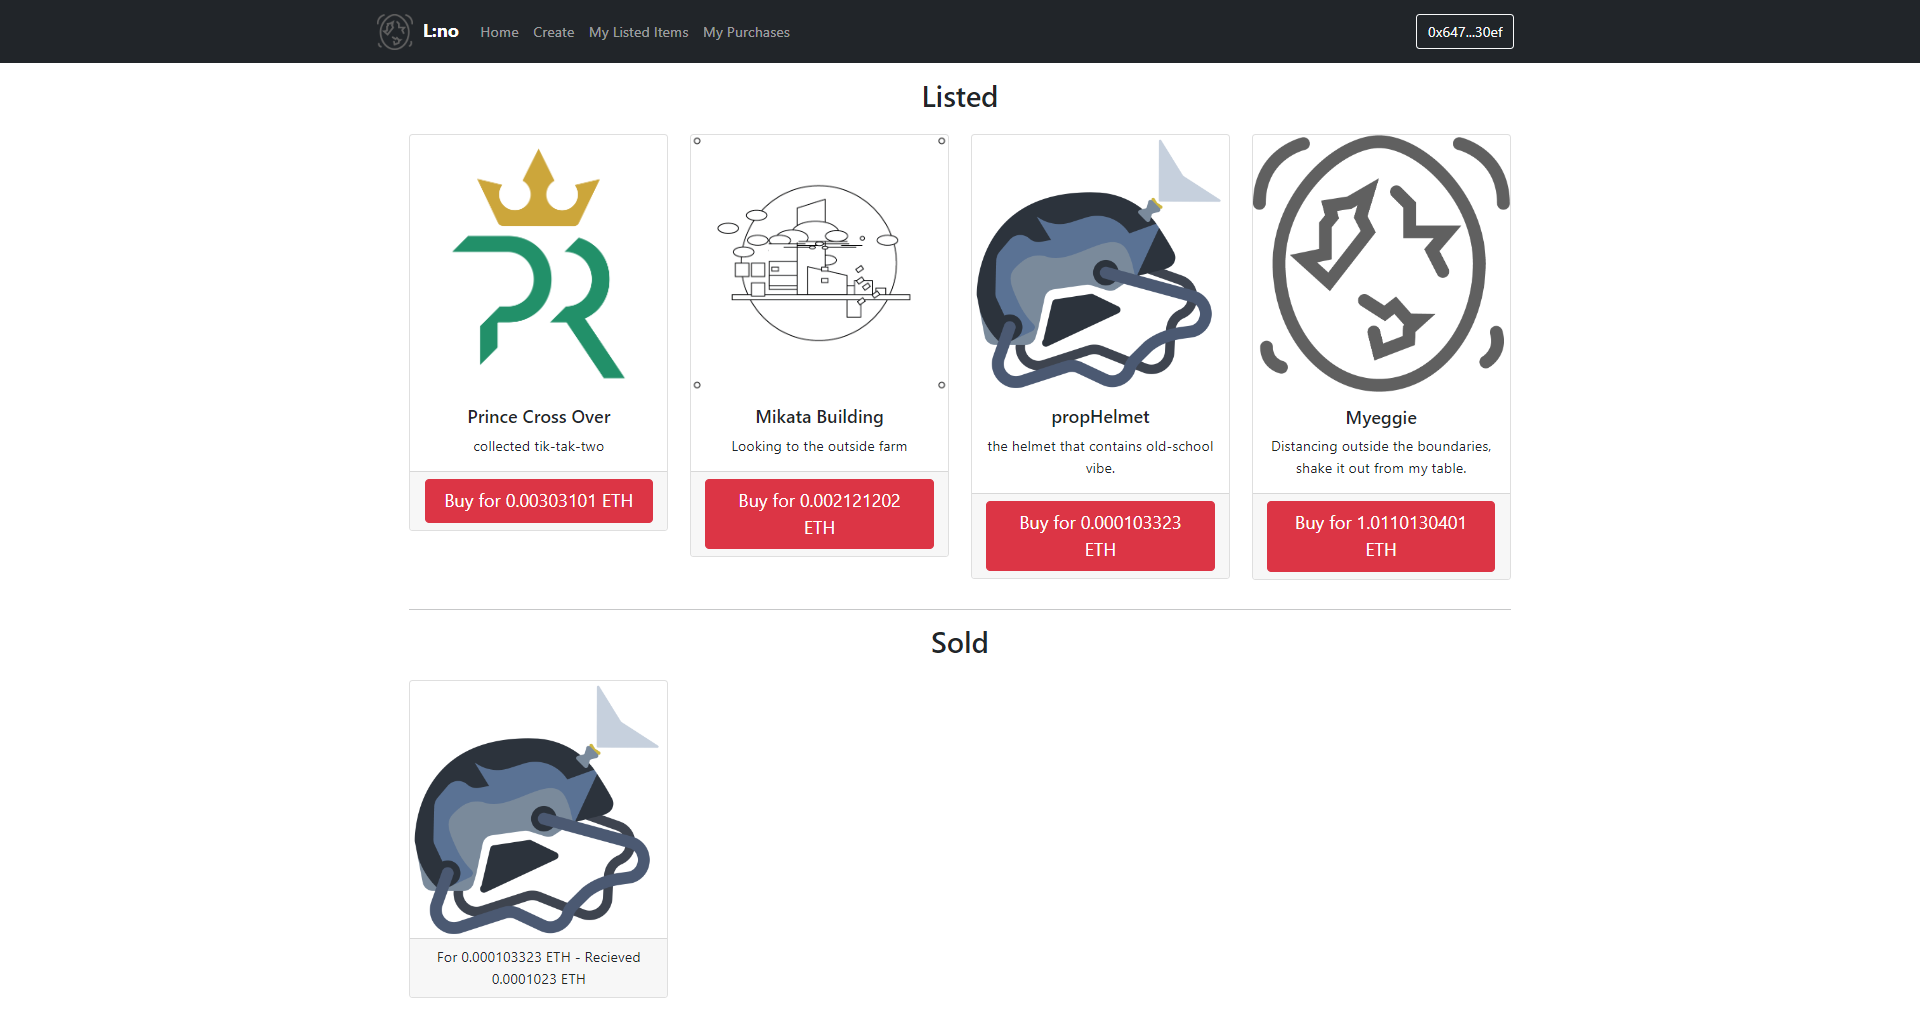 L:no Home Create My Listed Items My Purchases 0x647...30ef
Listed
PR
Prince Cross Over
collected tik-tak-two
Buy for 0.00303101 ETH
Mikata Building
Looking to the outside farm
Buy for 0.002121202
ETH
propHelmet
the helmet that contains old-school
vibe.
Buy for 0.000103323
ETH
Myeggie
Distancing outside the boundaries,
shake it out from my table.
Buy for 1.0110130401
ETH
Sold
For 0.000103323 ETH - Recieved
0.0001023 ETH